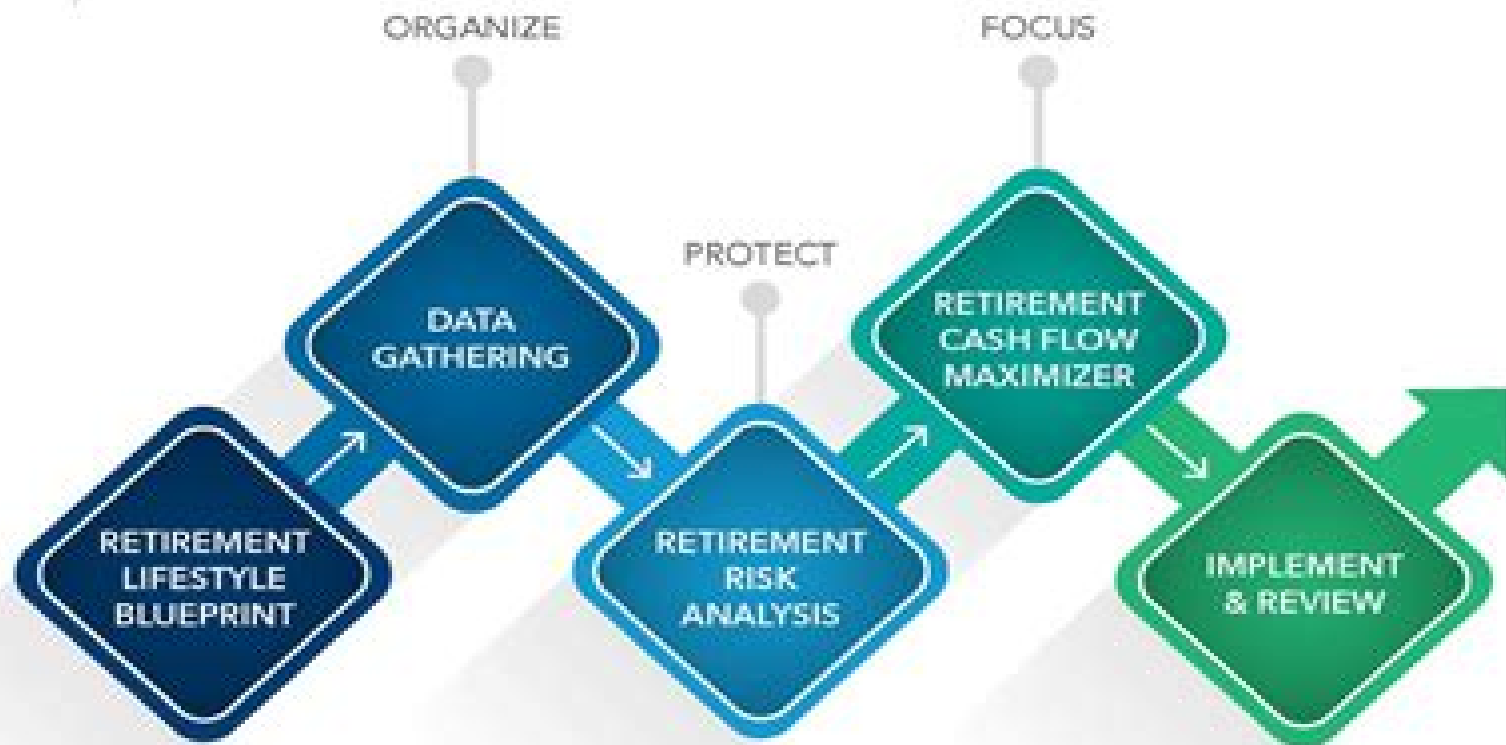 ORGANIZE
FOCUS
PROTECT
RETIREMENT
LIFESTYLE
BLUEPRINT
DATA
GATHERING
RETIREMENT
RISK
ANALYSIS
RETIREMENT
CASH FLOW
MAXIMIZER
IMPLEMENT
& REVIEW